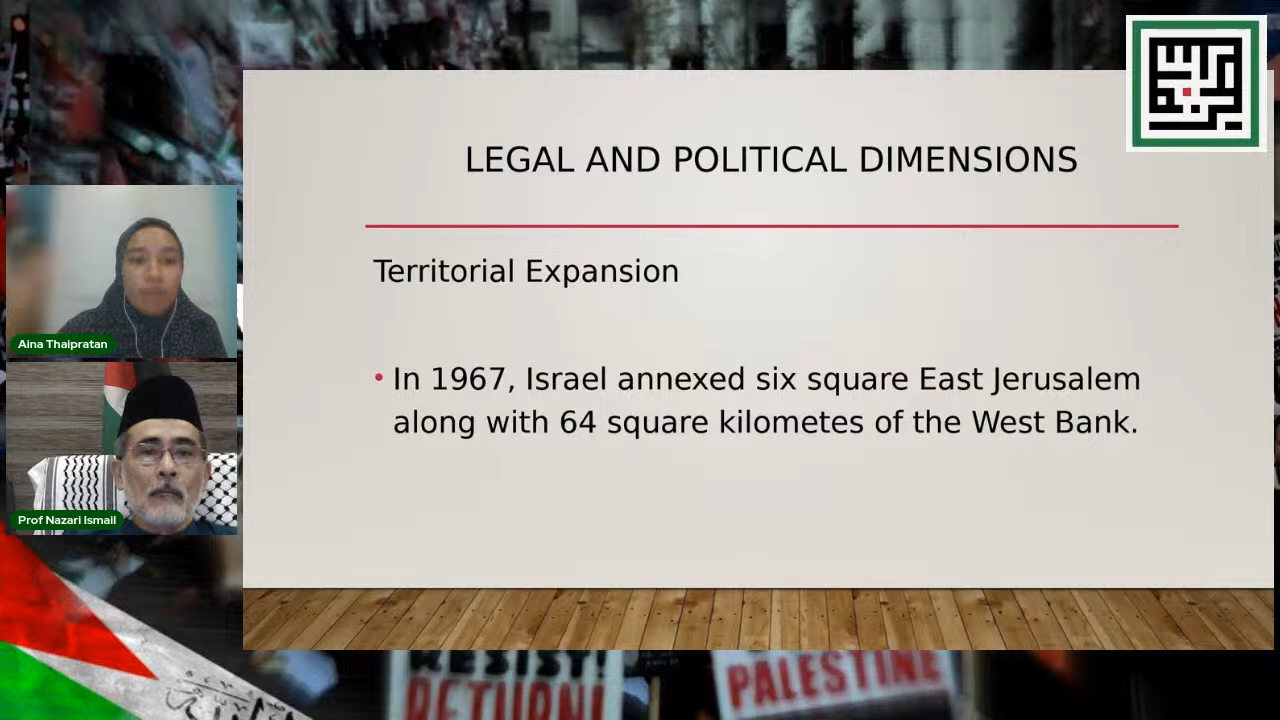 LEGAL AND POLITICAL DIMENSIONS
Territorial Expansion
• In 1967, Israel annexed six square East Jerusalem
along with 64 square kilometes of the West Bank.
Aina Thaipratan
Prof Nazari Ismail
RESIST!
RETURN!
PALESTINE